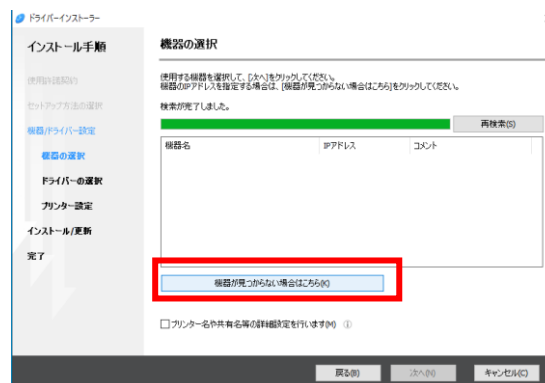 ドライバーインストーラー
インストール手順
機器の選択
使用許諾契約
セットアップ方法の選択
機器/ドライバー設定
機器の選択
ドライバーの選択
プリンター設定
インストール/更新
完了
使用する機器を選択して、[次へ]をクリックしてください。
機器のIPアドレスを指定する場合は、[機器が見つからない場合はこちら]をクリックしてください。
検索が完了しました。
再検索(S)
機器名 IPアドレス コメント
機器が見つからない場合はこちら(K)
プリンター名や共有名等の詳細設定を行います(M)
戻る(B) 次へ(N) キャンセル(C)